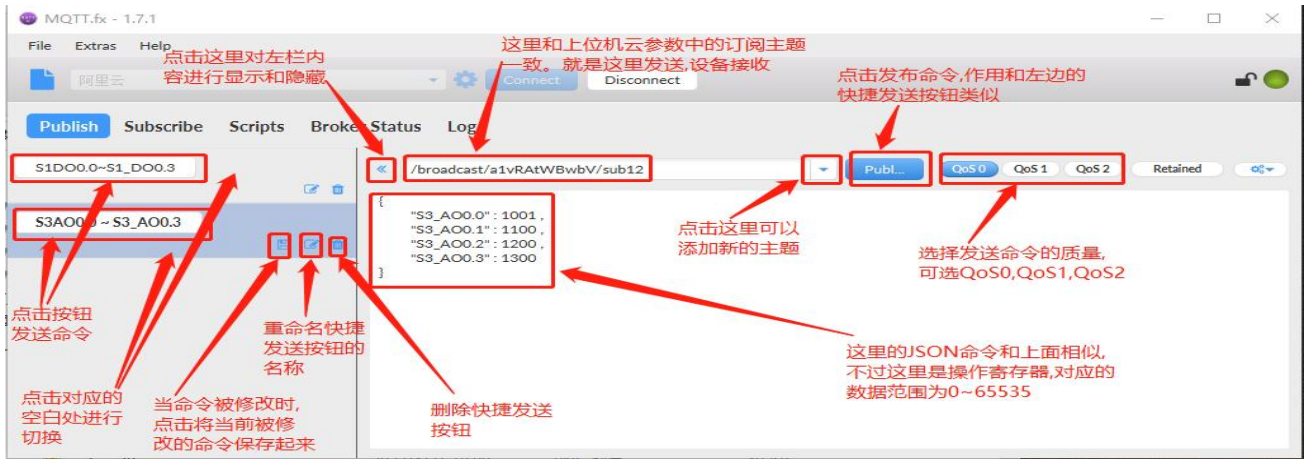 MQTT.fx - 1.7.1
File Extras Help
点击这里对左栏内
容进行显示和隐藏
这里和上位机云参数中的订阅主题
一致。就是这里发送,设备接收
点击发布命令,作用和左边的
快捷发送按钮类似
阿里云
Connect
Disconnect
Publish Subscribe Scripts Broker Status Log
S1DO0.0~S1_DO0.3
/broadcast/a1vRAtWBwbV/sub12
Publ...
QoS 0 QoS 1 QoS 2
Retained
S3AO0.0 ~ S3_AO0.3
{
"S3_AO0.0" : 1001 ,
"S3_AO0.1" : 1100 ,
"S3_AO0.2" : 1200 ,
"S3_AO0.3" : 1300
}
点击这里可以
添加新的主题
选择发送命令的质量,
可选QoS0,QoS1,QoS2
点击按钮
发送命令
重命名快捷
发送按钮的
名称
这里的JSON命令和上面相似,
不过这里是操作寄存器,对应的
数据范围为0~65535
点击对应的
空白处进行
切换
当命令被修改时,
点击将当前被修
改的命令保存起来
删除快捷发送
按钮